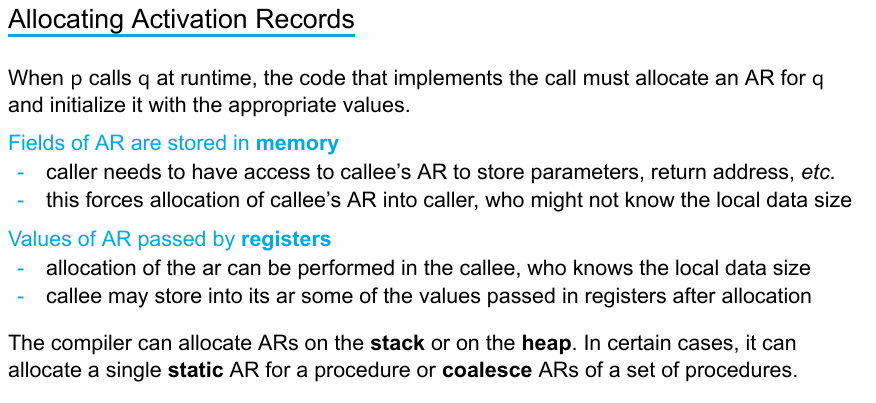 Allocating Activation Records
When p calls q at runtime, the code that implements the call must allocate an AR for q
and initialize it with the appropriate values.
Fields of AR are stored in memory
- caller needs to have access to callee's AR to store parameters, return address, etc.
- this forces allocation of callee's AR into caller, who might not know the local data size
Values of AR passed by registers
- allocation of the ar can be performed in the callee, who knows the local data size
- callee may store into its ar some of the values passed in registers after allocation
The compiler can allocate ARs on the stack or on the heap. In certain cases, it can
allocate a single static AR for a procedure or coalesce ARs of a set of procedures.